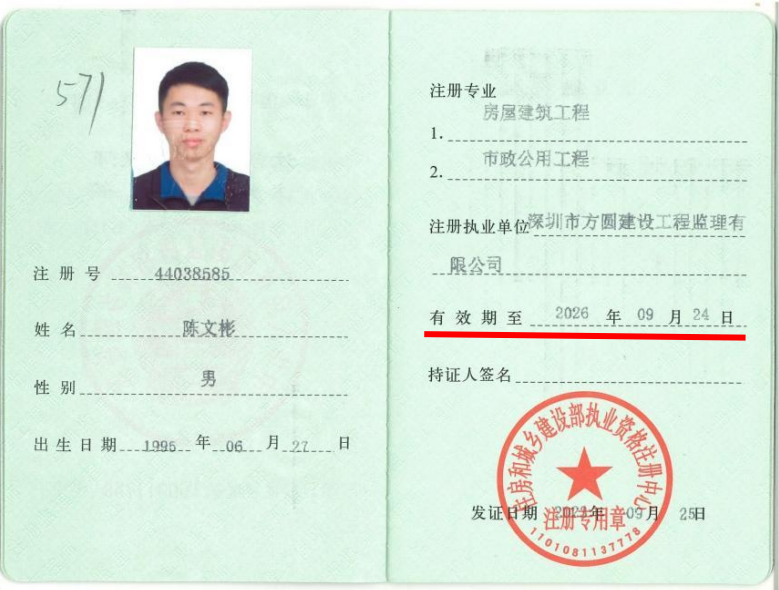 571
注册号 44038585
姓名 陈文彬
性别 男
出生日期 1995 年 06 月 27 日
注册专业
1. 房屋建筑工程
2. 市政公用工程
注册执业单位 深圳市方圆建设工程监理有
限公司
有效期至 2026 年 09 月 24 日
持证人签名
住房和城乡建设部执业资格注册中心
注册专用章
1101081137778
发证日期 年 09 月 25 日